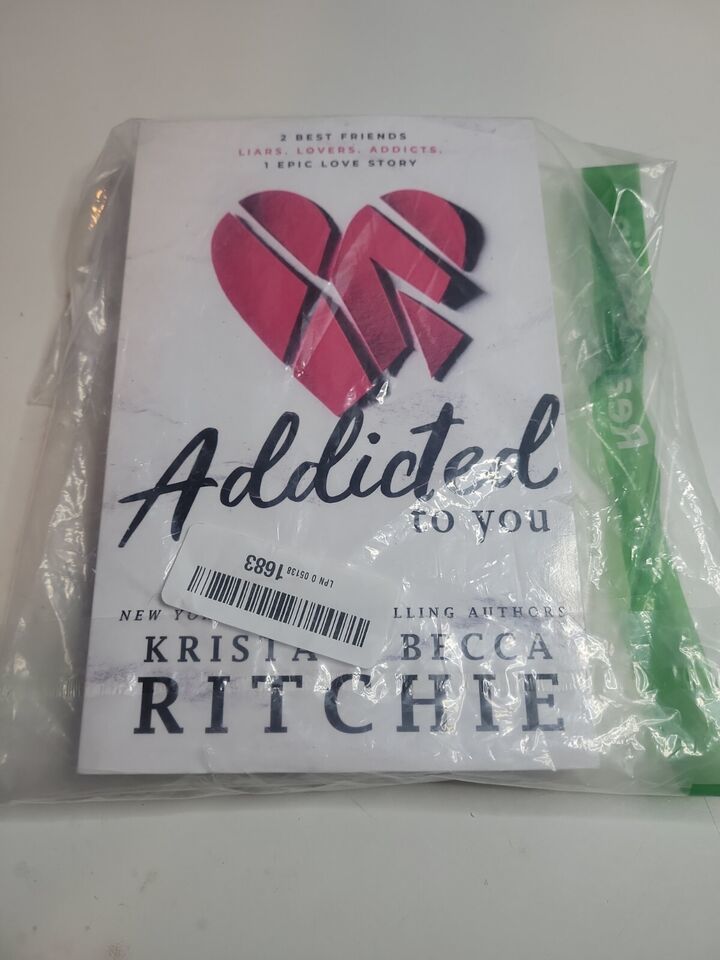 2 BEST FRIENDS
LIARS. LOVERS. ADDICTS.
1 EPIC LOVE STORY
Addicted
to you
LPN 0 05138 1683
NEW YO LLING AUTHORS
KRISTA BECCA
RITCHIE